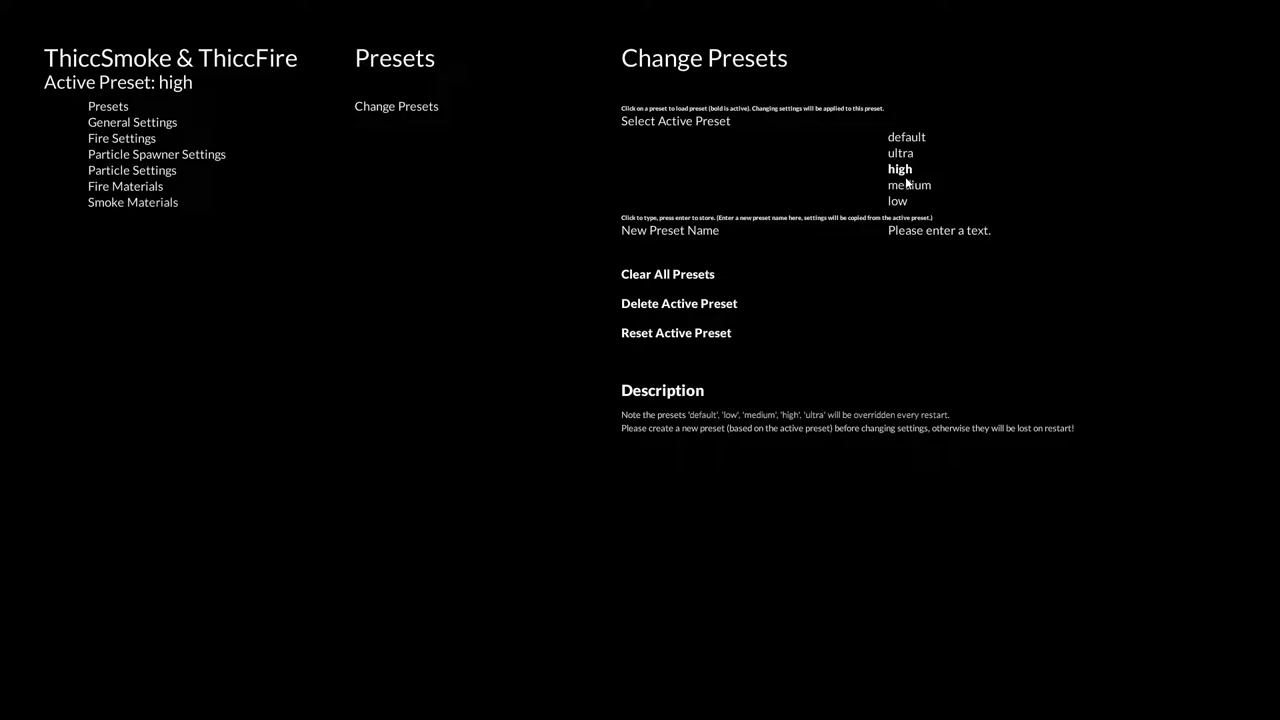 ThiccSmoke & ThiccFire
Active Preset: high
Presets
General Settings
Fire Settings
Particle Spawner Settings
Particle Settings
Fire Materials
Smoke Materials
Presets
Change Presets
Change Presets
Click on a preset to load preset (bold is active). Changing settings will be applied to this preset.
Select Active Preset
default
ultra
high
medium
low
Click to type, press enter to store. (Enter a new preset name here, settings will be copied from the active preset.)
New Preset Name
Please enter a text.
Clear All Presets
Delete Active Preset
Reset Active Preset
Description
Note the presets 'default', 'low', 'medium', 'high', 'ultra' will be overridden every restart.
Please create a new preset (based on the active preset) before changing settings, otherwise they will be lost on restart!